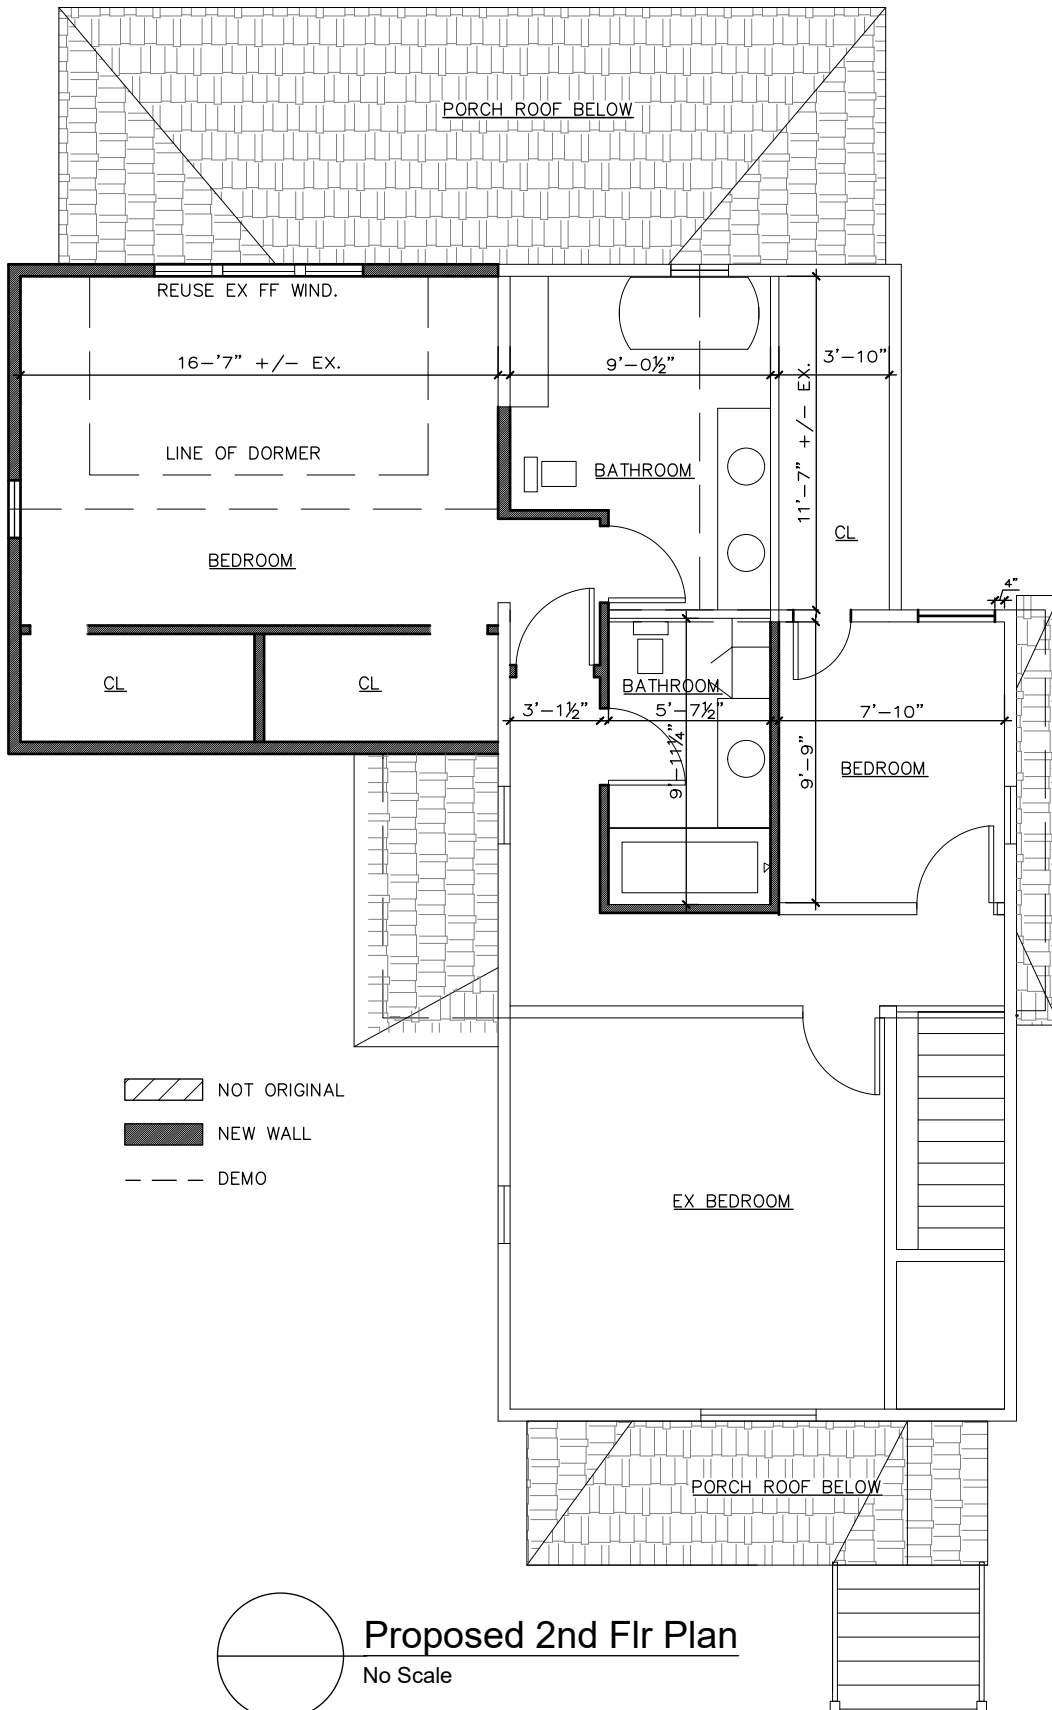 PORCH ROOF BELOW
REUSE EX FF WIND.
16-'7" +/- EX.
9'-0½"
3'-10"
11'-7" +/- EX.
LINE OF DORMER
BATHROOM
CL
BEDROOM
4"
CL
CL
BATHROOM
3'-1½"
5'-7½"
7'-10"
9'-11¼"
9'-9"
BEDROOM
NOT ORIGINAL
NEW WALL
DEMO
EX BEDROOM
PORCH ROOF BELOW
Proposed 2nd Flr Plan
No Scale